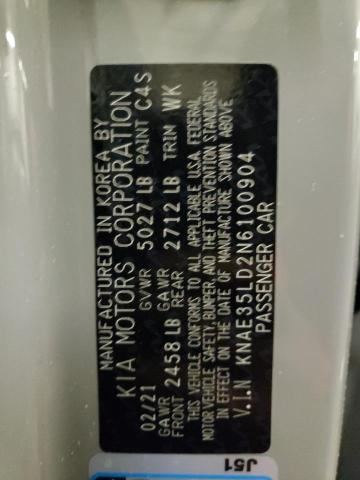 MANUFACTURED IN KOREA BY
KIA MOTORS CORPORATION
02/21 GVWR 5027 LB PAINT C4S
GAWR FRONT 2458 LB GAWR REAR 2712 LB TRIM WK
THIS VEHICLE CONFORMS TO ALL APPLICABLE U.S.A. FEDERAL
MOTOR VEHICLE SAFETY, BUMPER, AND THEFT PREVENTION STANDARDS
IN EFFECT ON THE DATE OF MANUFACTURE SHOWN ABOVE
V.I.N KNAE35LD2N6100904
PASSENGER CAR
J51